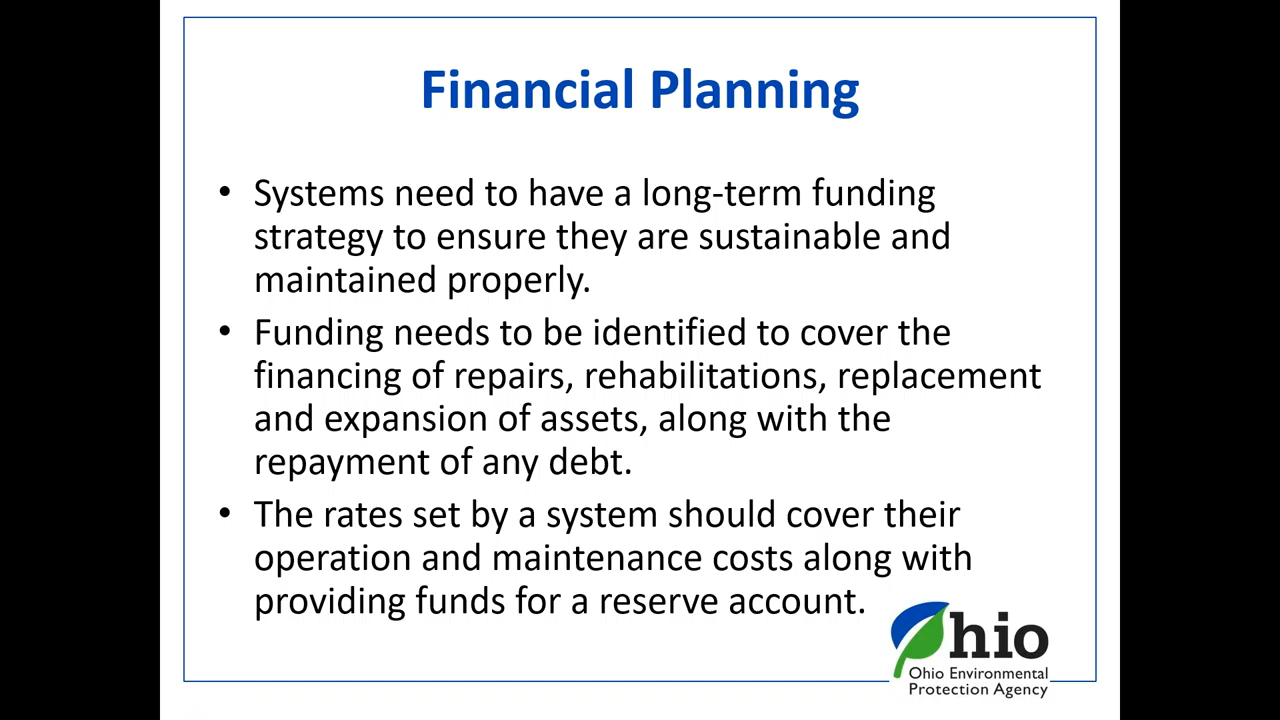 Financial Planning
• Systems need to have a long-term funding
strategy to ensure they are sustainable and
maintained properly.
• Funding needs to be identified to cover the
financing of repairs, rehabilitations, replacement
and expansion of assets, along with the
repayment of any debt.
• The rates set by a system should cover their
operation and maintenance costs along with
providing funds for a reserve account.
Ohio
Ohio Environmental
Protection Agency